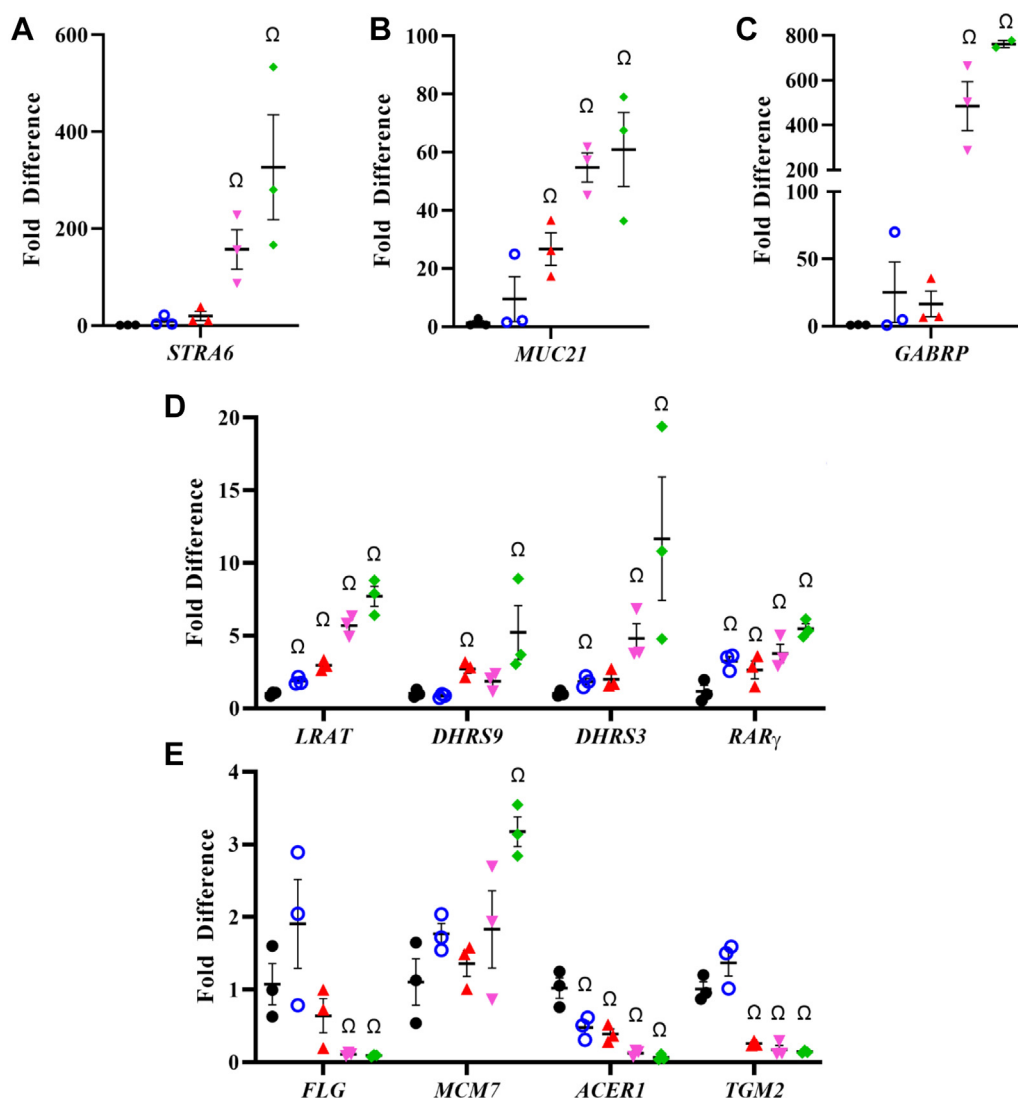 A
B
C
Fold Difference
600
400
200
0
Ω
Ω
STRA6
Fold Difference
100
80
60
40
20
0
Ω
Ω
Ω
MUC21
Fold Difference
800
600
400
200
100
50
0
Ω
Ω
GABRP
D
Fold Difference
20
15
10
5
0
Ω
Ω
Ω
Ω
Ω
Ω
Ω
Ω
Ω
Ω
Ω
Ω
Ω
LRAT
DHRS9
DHRS3
RARγ
E
Fold Difference
4
3
2
1
0
Ω
Ω
Ω
Ω
Ω
Ω
Ω
Ω
Ω
Ω
FLG
MCM7
ACER1
TGM2